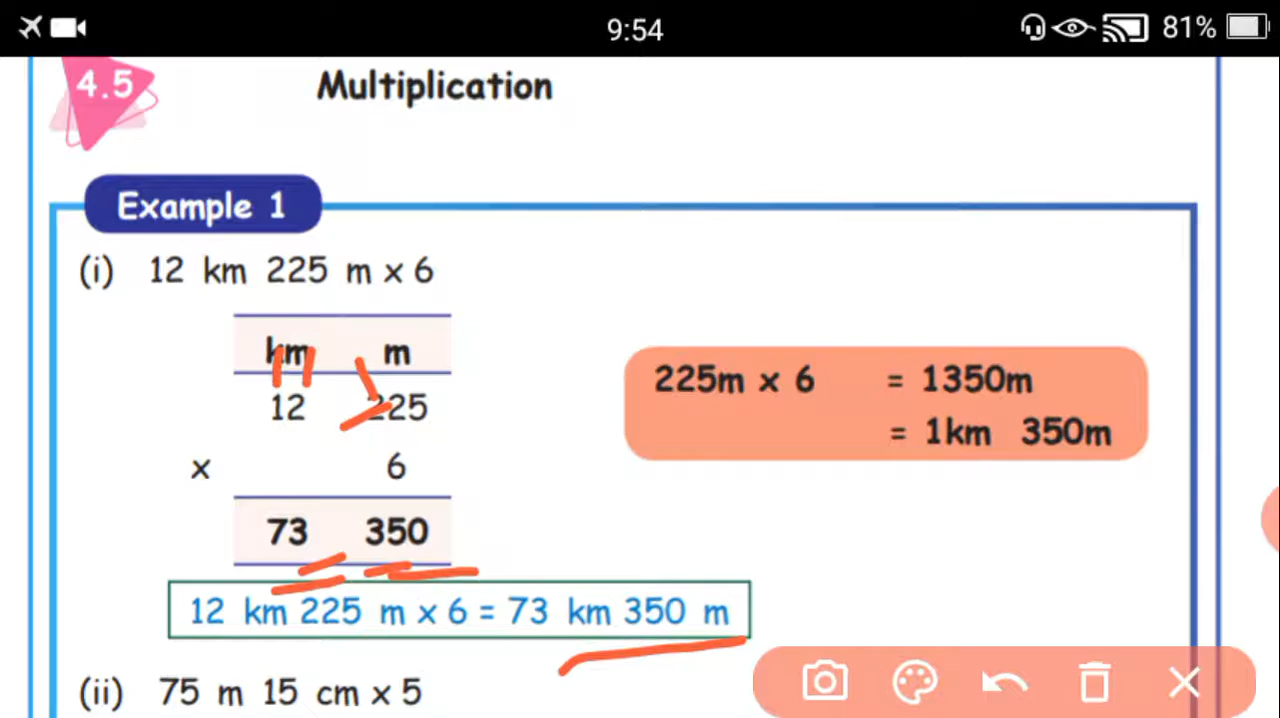 9:54
81%
4.5 Multiplication
Example 1
(i) 12 km 225 m x 6
km m
12 225
x 6
73 350
225m x 6 = 1350m
= 1km 350m
12 km 225 m x 6 = 73 km 350 m
(ii) 75 m 15 cm x 5